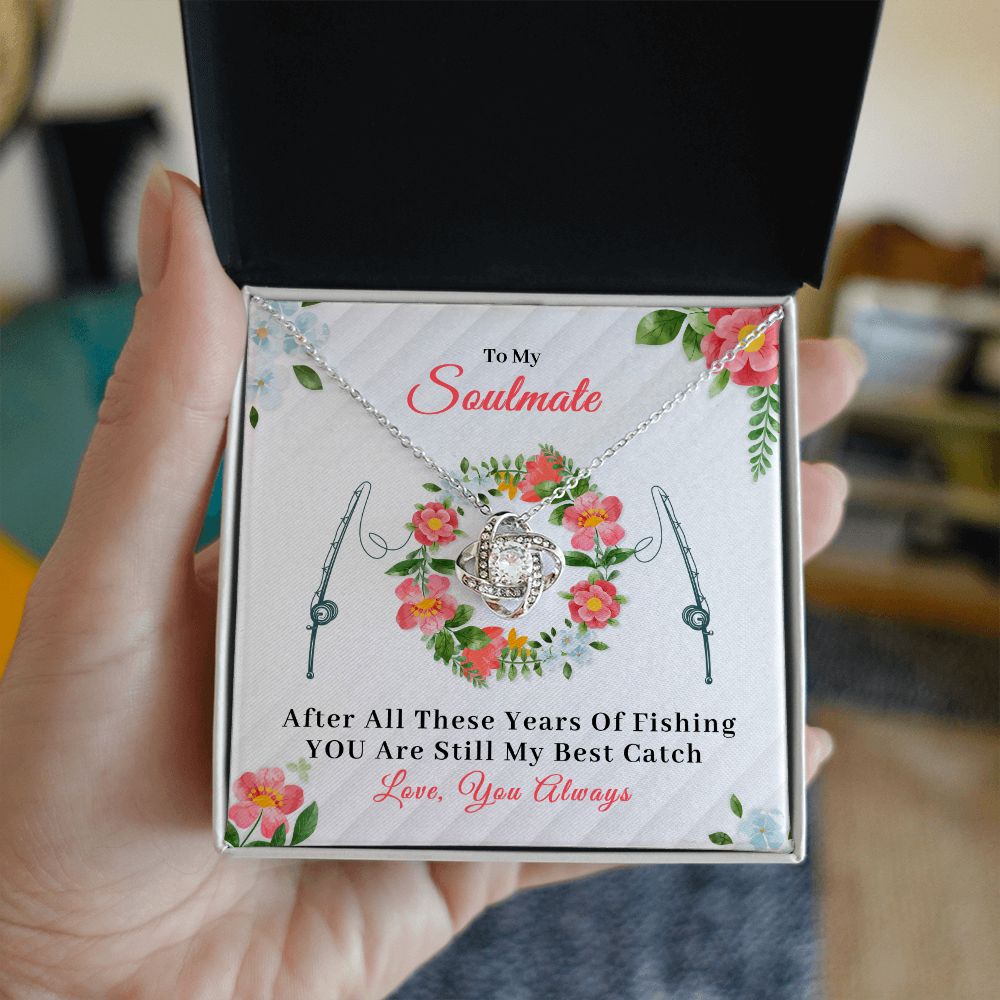 To My
Soulmate
After All These Years Of Fishing
YOU Are Still My Best Catch
Love, You Always